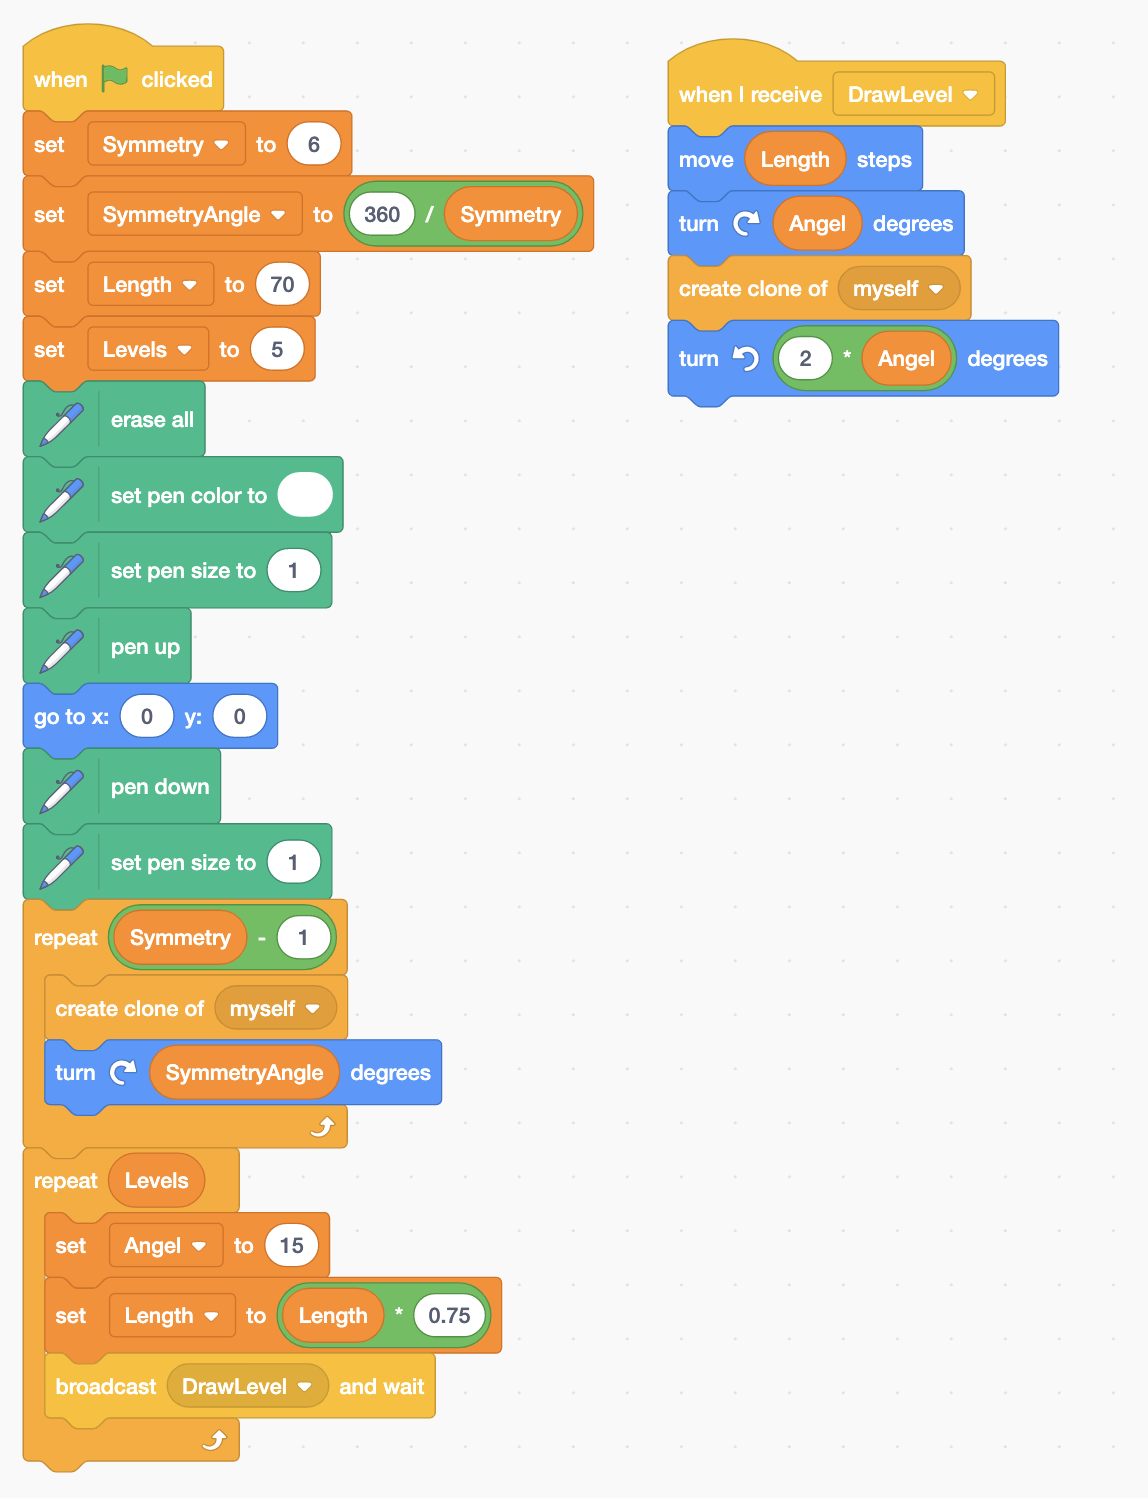 when clicked
set Symmetry to 6
set SymmetryAngle to 360 / Symmetry
set Length to 70
set Levels to 5
erase all
set pen color to
set pen size to 1
pen up
go to x: 0 y: 0
pen down
set pen size to 1
repeat Symmetry - 1
create clone of myself
turn SymmetryAngle degrees
repeat Levels
set Angel to 15
set Length to Length * 0.75
broadcast DrawLevel and wait
when I receive DrawLevel
move Length steps
turn Angel degrees
create clone of myself
turn 2 * Angel degrees